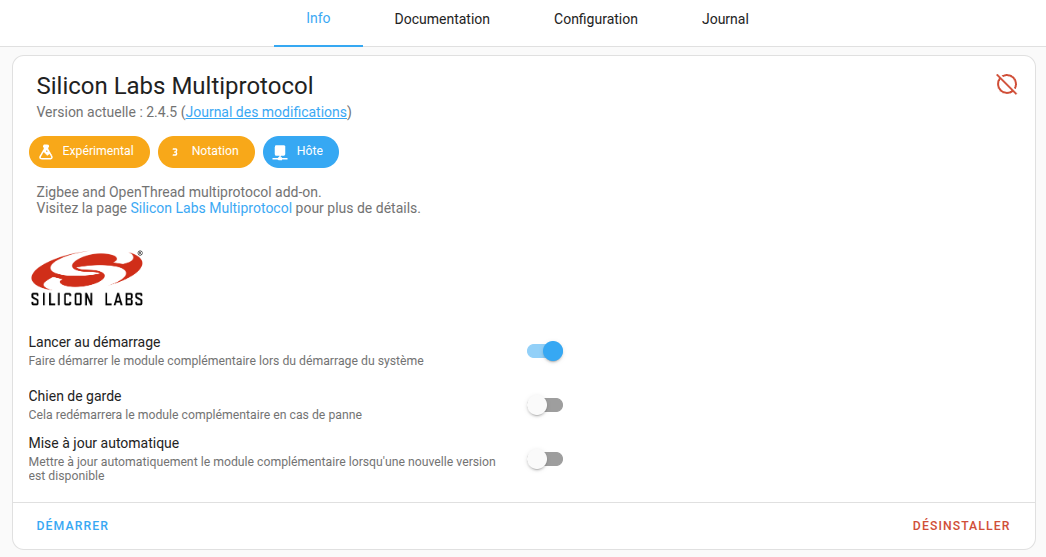 Info Documentation Configuration Journal
Silicon Labs Multiprotocol
Version actuelle : 2.4.5 (Journal des modifications)
Expérimental 3 Notation Hôte
Zigbee and OpenThread multiprotocol add-on.
Visitez la page Silicon Labs Multiprotocol pour plus de détails.
®
SILICON LABS
Lancer au démarrage
Faire démarrer le module complémentaire lors du démarrage du système
Chien de garde
Cela redémarrera le module complémentaire en cas de panne
Mise à jour automatique
Mettre à jour automatiquement le module complémentaire lorsqu'une nouvelle version
est disponible
DÉMARRER DÉSINSTALLER